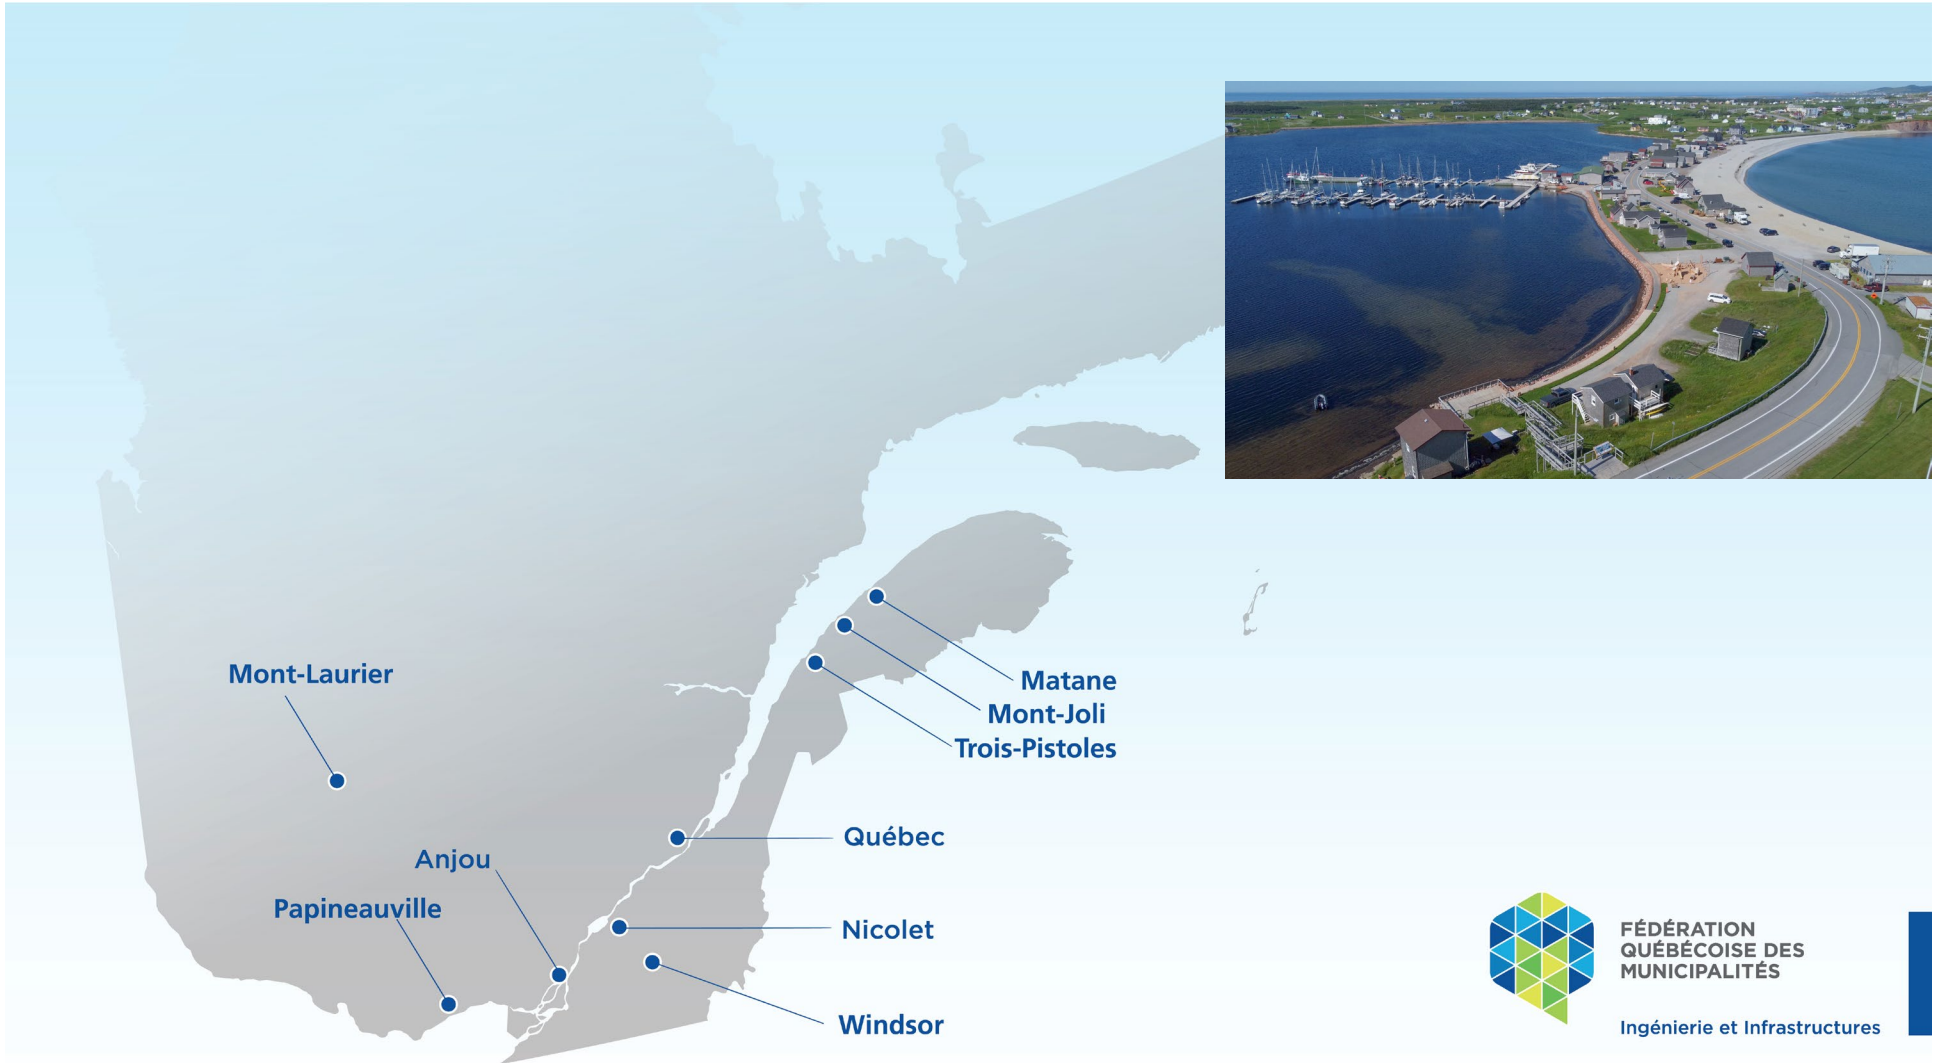 Mont-Laurier
Matane
Mont-Joli
Trois-Pistoles
Québec
Anjou
Papineauville
Nicolet
Windsor
FÉDÉRATION
QUÉBÉCOISE DES
MUNICIPALITÉS
Ingénierie et Infrastructures